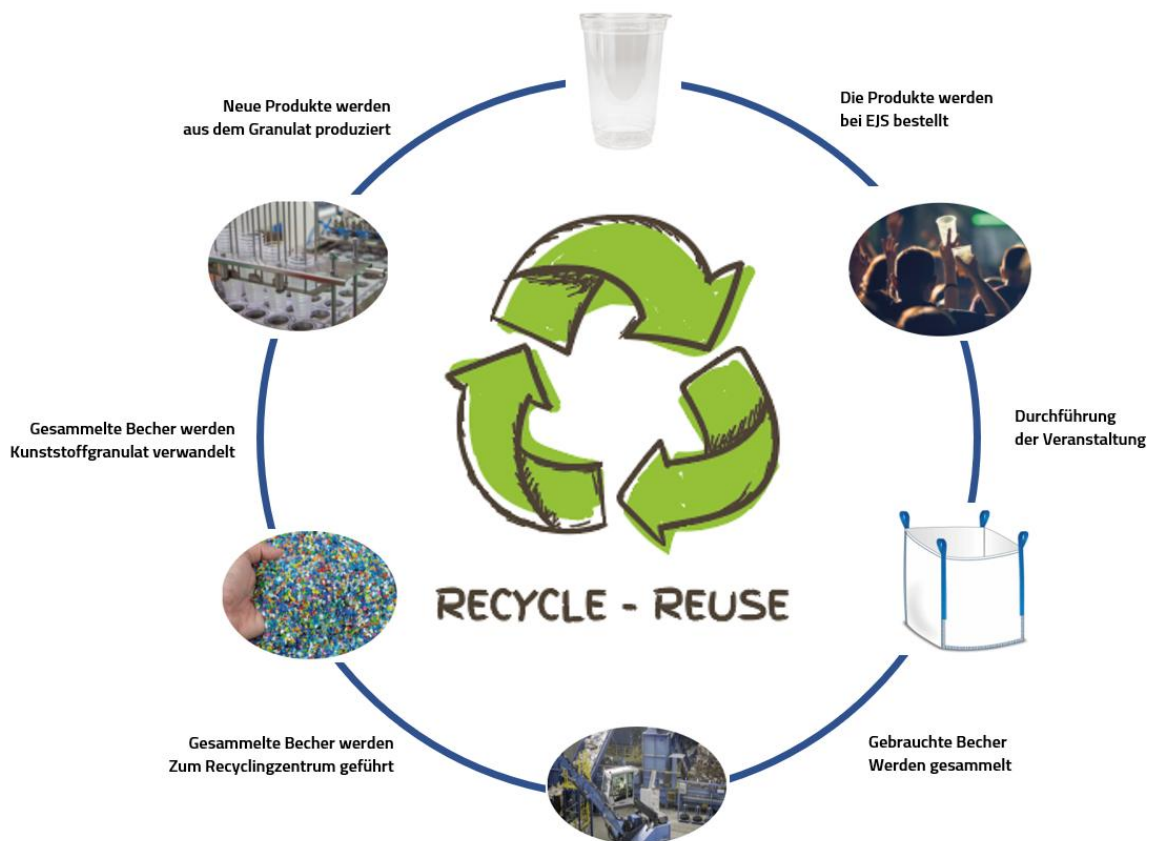 Neue Produkte werden
aus dem Granulat produziert
Die Produkte werden
bei EJS bestellt
Gesammelte Becher werden
Kunststoffgranulat verwandelt
Durchführung
der Veranstaltung
RECYCLE - REUSE
Gesammelte Becher werden
Zum Recyclingzentrum geführt
Gebrauchte Becher
Werden gesammelt